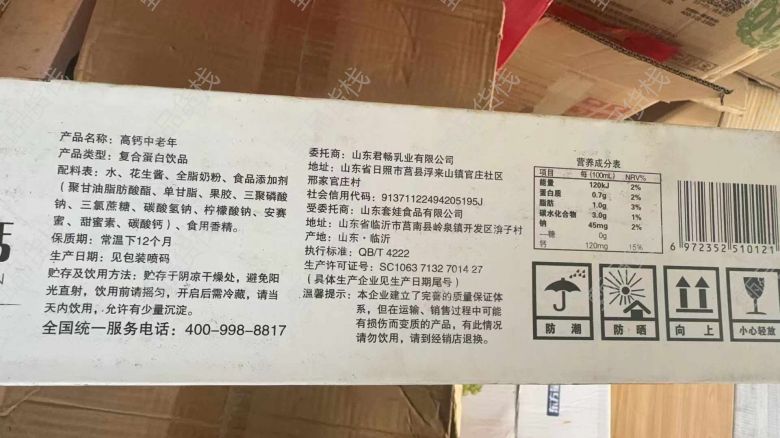 产品名称：高钙中老年
产品类型：复合蛋白饮品
配料表：水、花生酱、全脂奶粉、食品添加剂
（聚甘油脂肪酸酯、单甘脂、果胶、三聚磷酸
钠、三氯蔗糖、碳酸氢钠、柠檬酸钠、安赛
蜜、甜蜜素、碳酸钙）、食用香精。
保质期：常温下12个月
生产日期：见包装喷码
贮存及饮用方法：贮存于阴凉干燥处，避免阳
光直射，饮用前请摇匀，开启后需冷藏，请当
天内饮用，允许有少量沉淀。
全国统一服务电话：400-998-8817
委托商：山东君畅乳业有限公司
地址：山东省日照市莒县浮来山镇官庄社区
邢家官庄村
社会信用代码：91371122494205195J
受委托商：山东套娃食品有限公司
地址：山东省临沂市莒南县岭泉镇开发区渰子村
产地：山东·临沂
执行标准：QB/T 4222
生产许可证号：SC1063 7132 7014 27
（具体生产企业见生产日期尾号）
温馨提示：本企业建立了完善的质量保证体
系，但在运输、销售过程中可能
有损伤而变质的产品，有此情况
请勿饮用，请到经销店退换。
营养成分表
项目 每(100mL) NRV%
能量 120kJ 2%
蛋白质 0.7g 2%
脂肪 1.0g 3%
碳水化合物 3.0g 1%
钠 45mg 2%
—糖 0g
钙 120mg 15%
6 972352 510121
防潮
防晒
向上
小心轻放